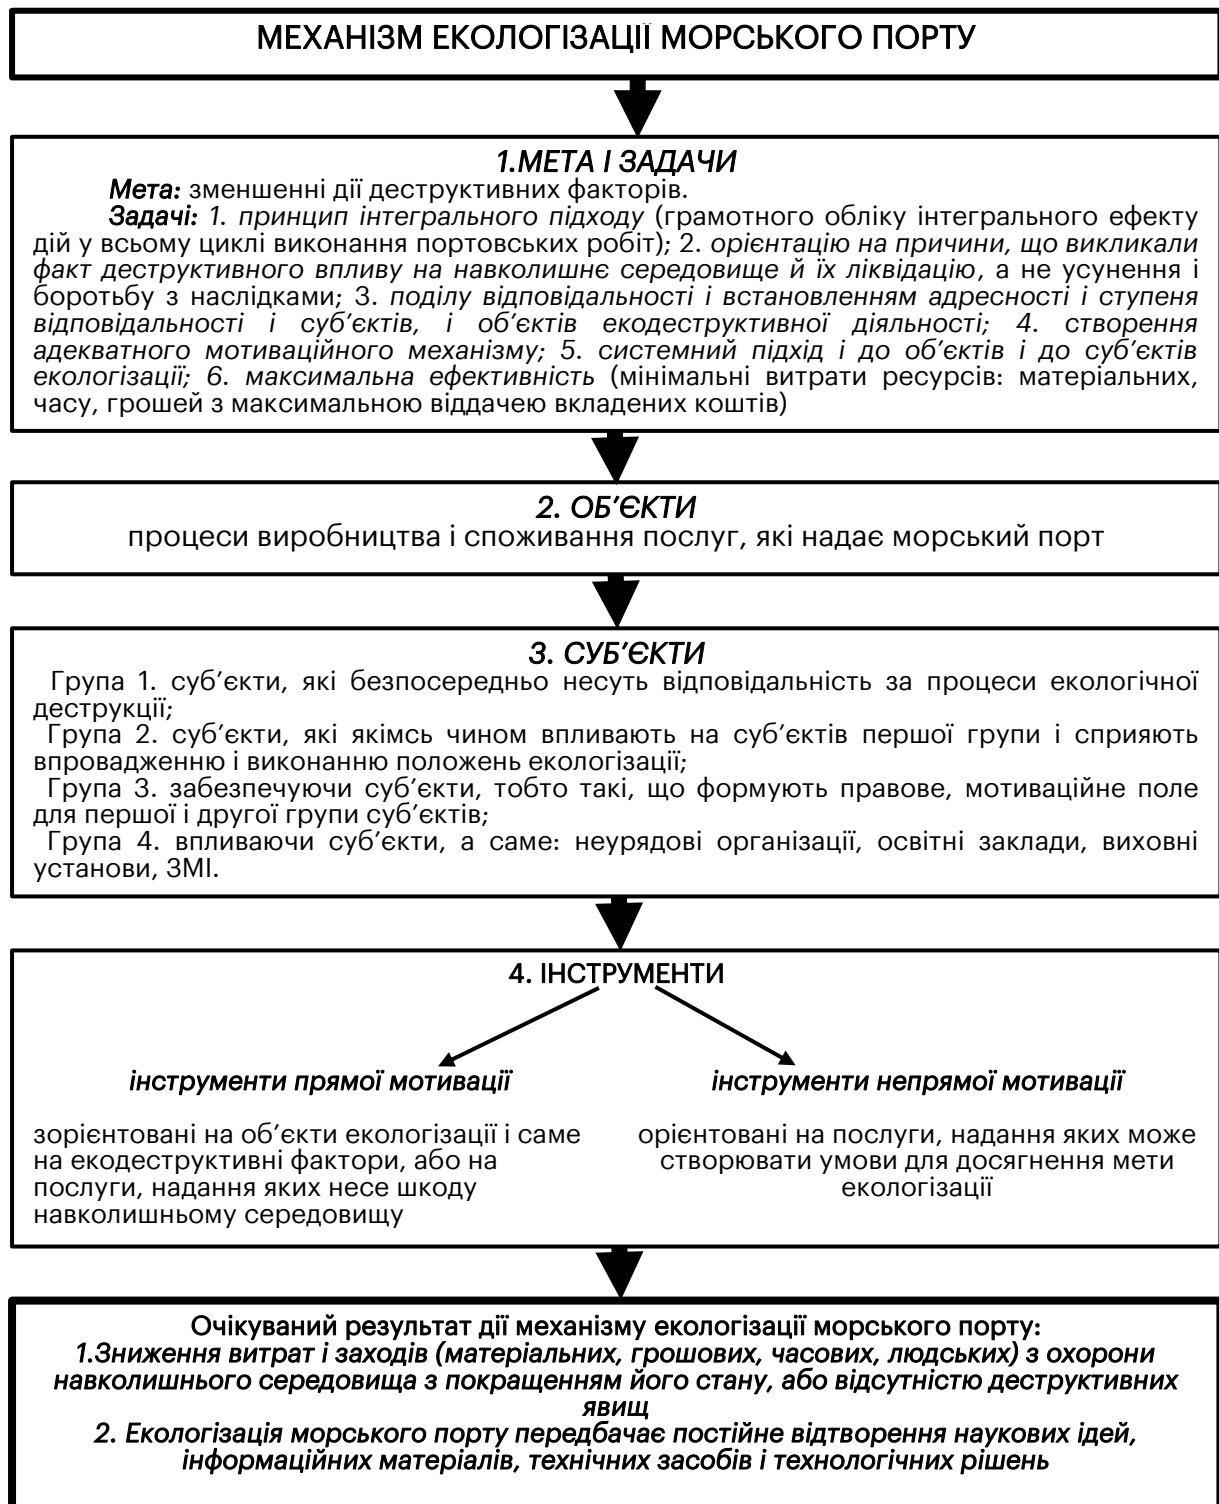 МЕХАНІЗМ ЕКОЛОГІЗАЦІЇ МОРСЬКОГО ПОРТУ
1.МЕТА І ЗАДАЧИ
Мета: зменшенні дії деструктивних факторів.
Задачі: 1. принцип інтегрального підходу (грамотного обліку інтегрального ефекту
дій у всьому циклі виконання портовських робіт); 2. орієнтацію на причини, що викликали
факт деструктивного впливу на навколишнє середовище й їх ліквідацію, а не усунення і
боротьбу з наслідками; 3. поділу відповідальності і встановленням адресності і ступеня
відповідальності і суб’єктів, і об’єктів екодеструктивної діяльності; 4. створення
адекватного мотиваційного механізму; 5. системний підхід і до об’єктів і до суб’єктів
екологізації; 6. максимальна ефективність (мінімальні витрати ресурсів: матеріальних,
часу, грошей з максимальною віддачею вкладених коштів)
2. ОБ’ЄКТИ
процеси виробництва і споживання послуг, які надає морський порт
3. СУБ’ЄКТИ
Група 1. суб’єкти, які безпосередньо несуть відповідальність за процеси екологічної
деструкції;
Група 2. суб’єкти, які якімсь чином впливають на суб’єктів першої групи і сприяють
впровадженню і виконанню положень екологізації;
Група 3. забезпечуючи суб’єкти, тобто такі, що формують правове, мотиваційне поле
для першої і другої групи суб’єктів;
Група 4. впливаючи суб’єкти, а саме: неурядові організації, освітні заклади, виховні
установи, ЗМІ.
4. ІНСТРУМЕНТИ
інструменти прямої мотивації
зорієнтовані на об’єкти екологізації і саме
на екодеструктивні фактори, або на
послуги, надання яких несе шкоду
навколишньому середовищу
інструменти непрямої мотивації
орієнтовані на послуги, надання яких може
створювати умови для досягнення мети
екологізації
Очікуваний результат дії механізму екологізації морського порту:
1.Зниження витрат і заходів (матеріальних, грошових, часових, людських) з охорони
навколишнього середовища з покращенням його стану, або відсутністю деструктивних
явищ
2. Екологізація морського порту передбачає постійне відтворення наукових ідей,
інформаційних матеріалів, технічних засобів і технологічних рішень